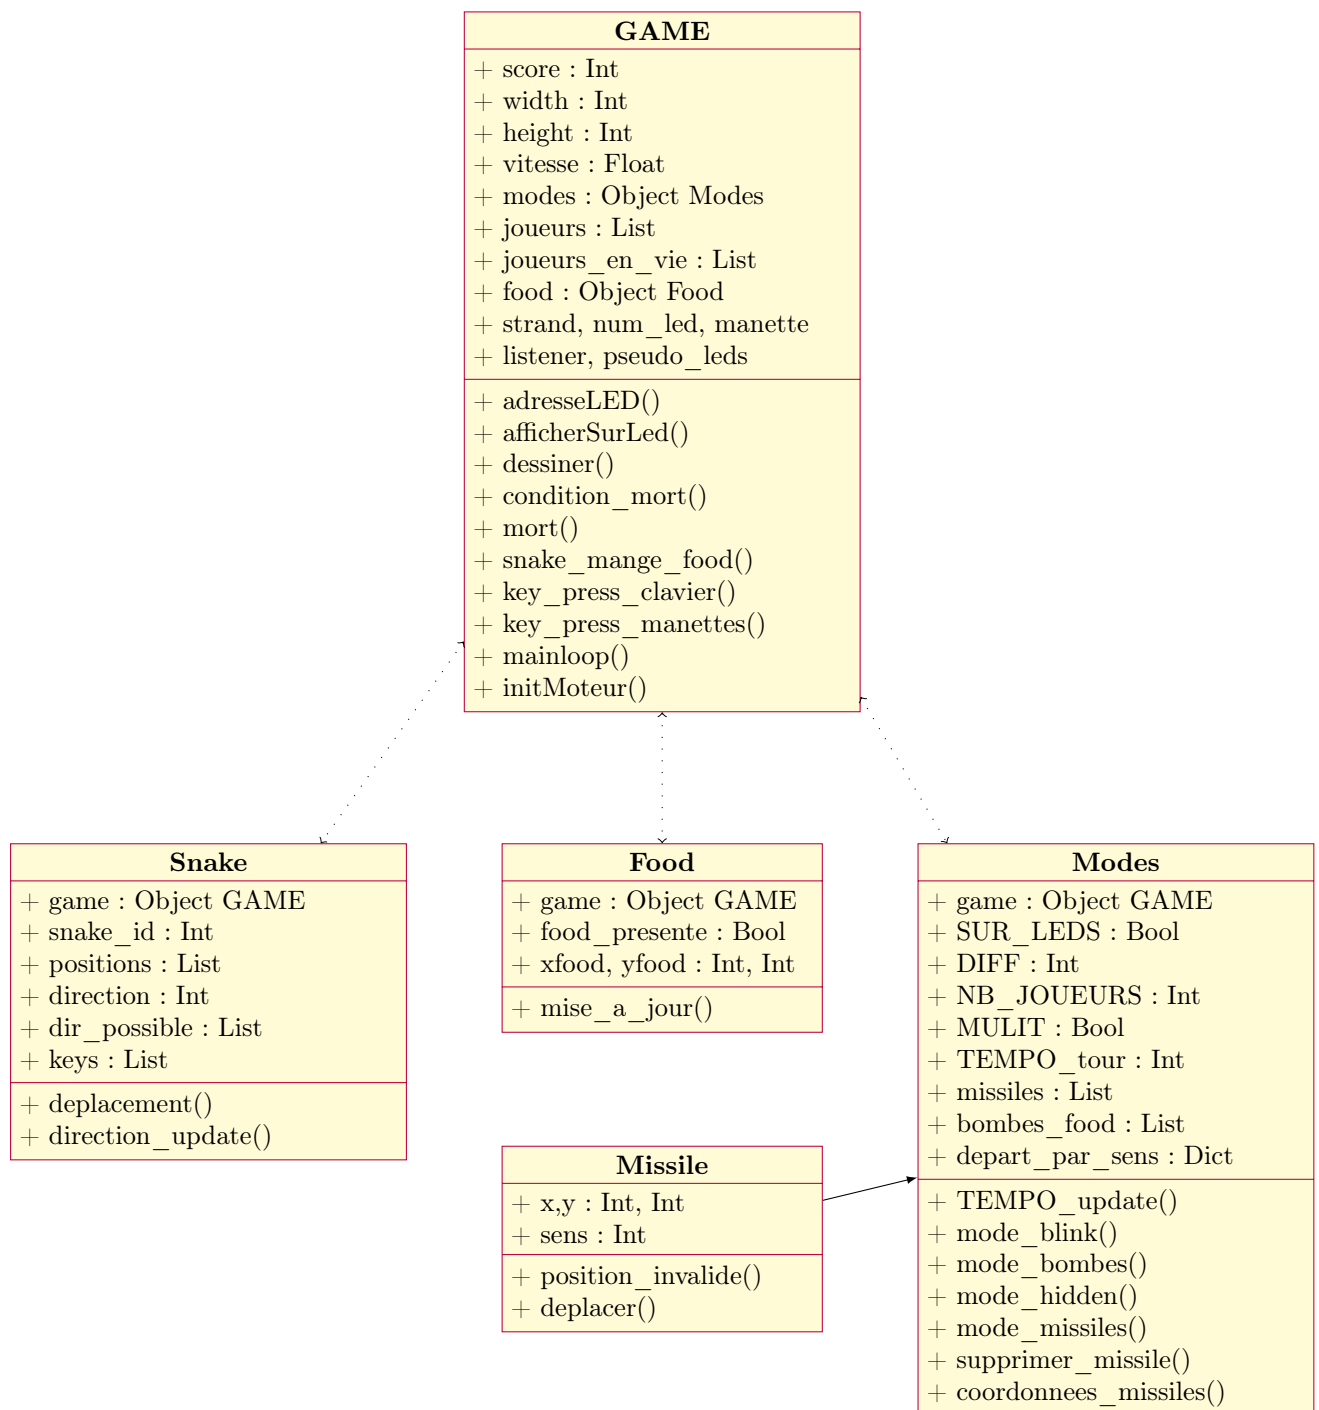 GAME
+ score : Int
+ width : Int
+ height : Int
+ vitesse : Float
+ modes : Object Modes
+ joueurs : List
+ joueurs_en_vie : List
+ food : Object Food
+ strand, num_led, manette
+ listener, pseudo_leds
+ adresseLED()
+ afficherSurLed()
+ dessiner()
+ condition_mort()
+ mort()
+ snake_mange_food()
+ key_press_clavier()
+ key_press_manettes()
+ mainloop()
+ initMoteur()
Snake
+ game : Object GAME
+ snake_id : Int
+ positions : List
+ direction : Int
+ dir_possible : List
+ keys : List
+ deplacement()
+ direction_update()
Food
+ game : Object GAME
+ food_presente : Bool
+ xfood, yfood : Int, Int
+ mise_a_jour()
Missile
+ x,y : Int, Int
+ sens : Int
+ position_invalide()
+ deplacer()
Modes
+ game : Object GAME
+ SUR_LEDS : Bool
+ DIFF : Int
+ NB_JOUEURS : Int
+ MULIT : Bool
+ TEMPO_tour : Int
+ missiles : List
+ bombes_food : List
+ depart_par_sens : Dict
+ TEMPO_update()
+ mode_blink()
+ mode_bombes()
+ mode_hidden()
+ mode_missiles()
+ supprimer_missile()
+ coordonnees_missiles()